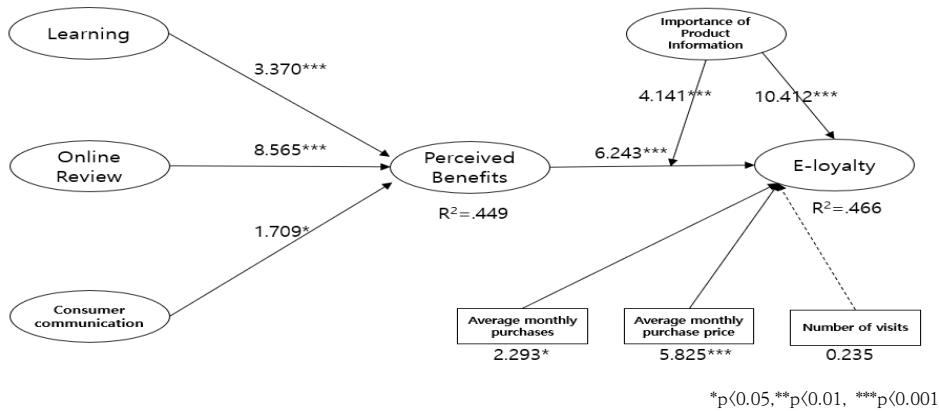 Learning
Importance of
Product
Information
3.370***
4.141***
10.412***
Online
Review
8.565***
Perceived
Benefits
6.243***
E-loyalty
R²=.449
R²=.466
1.709*
Consumer
communication
Average monthly
purchases
Average monthly
purchase price
Number of visits
2.293*
5.825***
0.235
*p<0.05,**p<0.01, ***p<0.001